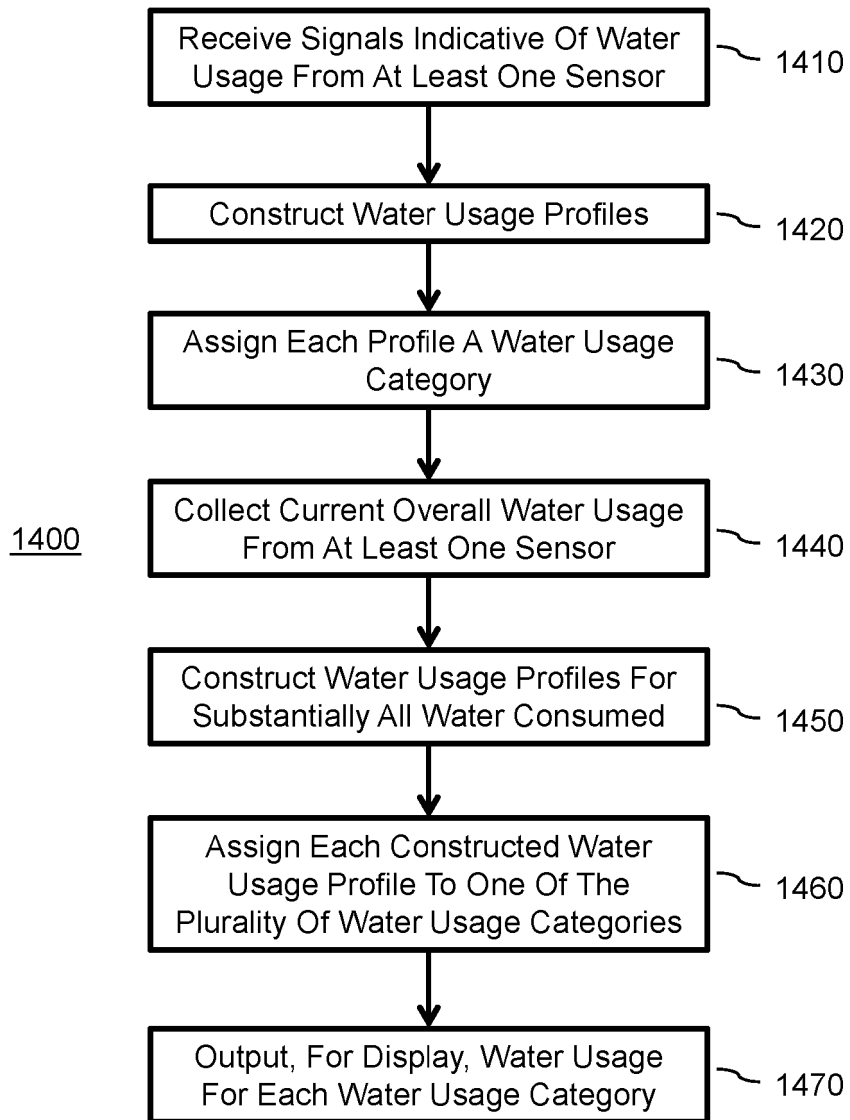 Receive Signals Indicative Of Water
Usage From At Least One Sensor
1410
Construct Water Usage Profiles
1420
Assign Each Profile A Water Usage
Category
1430
Collect Current Overall Water Usage
From At Least One Sensor
1440
1400
Construct Water Usage Profiles For
Substantially All Water Consumed
1450
Assign Each Constructed Water
Usage Profile To One Of The
Plurality Of Water Usage Categories
1460
Output, For Display, Water Usage
For Each Water Usage Category
1470